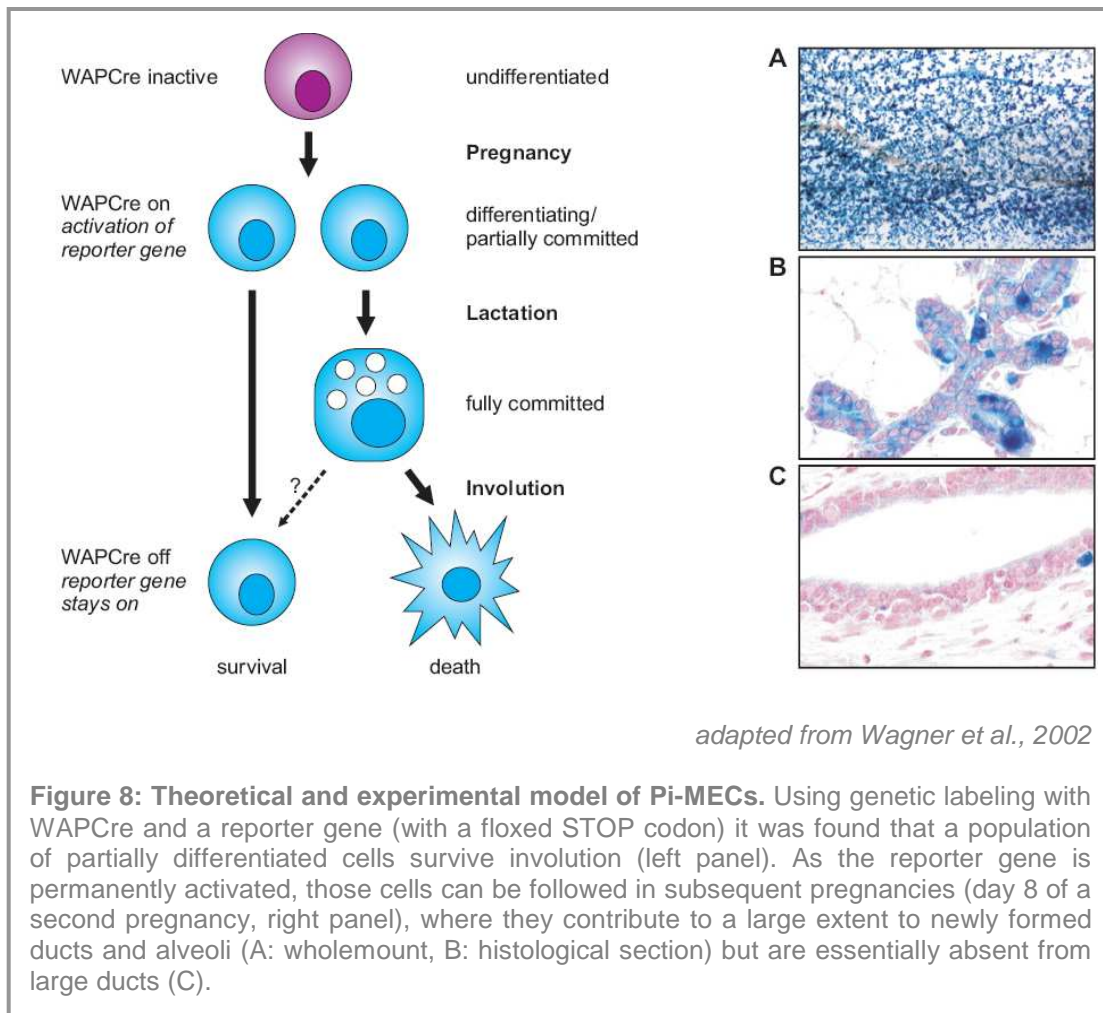 WAPCre inactive
undifferentiated
Pregnancy
WAPCre on
activation of
reporter gene
differentiating/
partially committed
Lactation
fully committed
?
Involution
WAPCre off
reporter gene
stays on
survival
death
A
B
C
adapted from Wagner et al., 2002
Figure 8: Theoretical and experimental model of Pi-MECs. Using genetic labeling with
WAPCre and a reporter gene (with a floxed STOP codon) it was found that a population
of partially differentiated cells survive involution (left panel). As the reporter gene is
permanently activated, those cells can be followed in subsequent pregnancies (day 8 of a
second pregnancy, right panel), where they contribute to a large extent to newly formed
ducts and alveoli (A: wholemount, B: histological section) but are essentially absent from
large ducts (C).